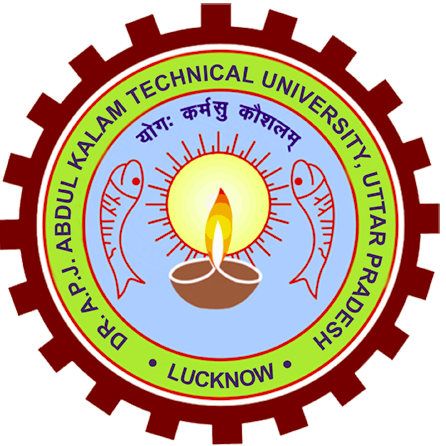 DR. A.P.J. ABDUL KALAM TECHNICAL UNIVERSITY, UTTAR PRADESH
योगः कर्मसु कौशलम्
• LUCKNOW •